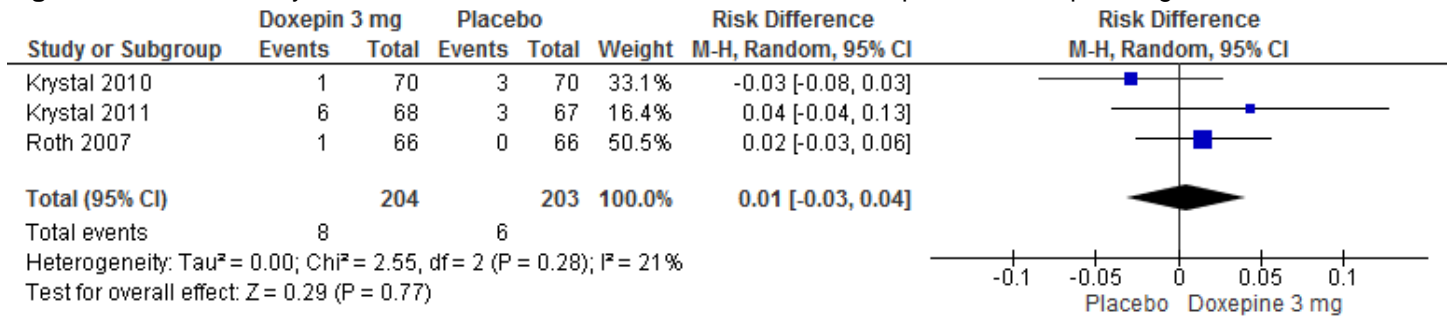 Doxepin 3 mg Placebo Risk Difference Risk Difference
Study or Subgroup Events Total Events Total Weight M-H, Random, 95% CI M-H, Random, 95% CI
Krystal 2010 1 70 3 70 33.1% -0.03 [-0.08, 0.03]
Krystal 2011 6 68 3 67 16.4% 0.04 [-0.04, 0.13]
Roth 2007 1 66 0 66 50.5% 0.02 [-0.03, 0.06]
Total (95% CI) 204 203 100.0% 0.01 [-0.03, 0.04]
Total events 8 6
Heterogeneity: Tau² = 0.00; Chi² = 2.55, df = 2 (P = 0.28); I² = 21%
Test for overall effect: Z = 0.29 (P = 0.77)
-0.1 -0.05 0 0.05 0.1
Placebo Doxepine 3 mg